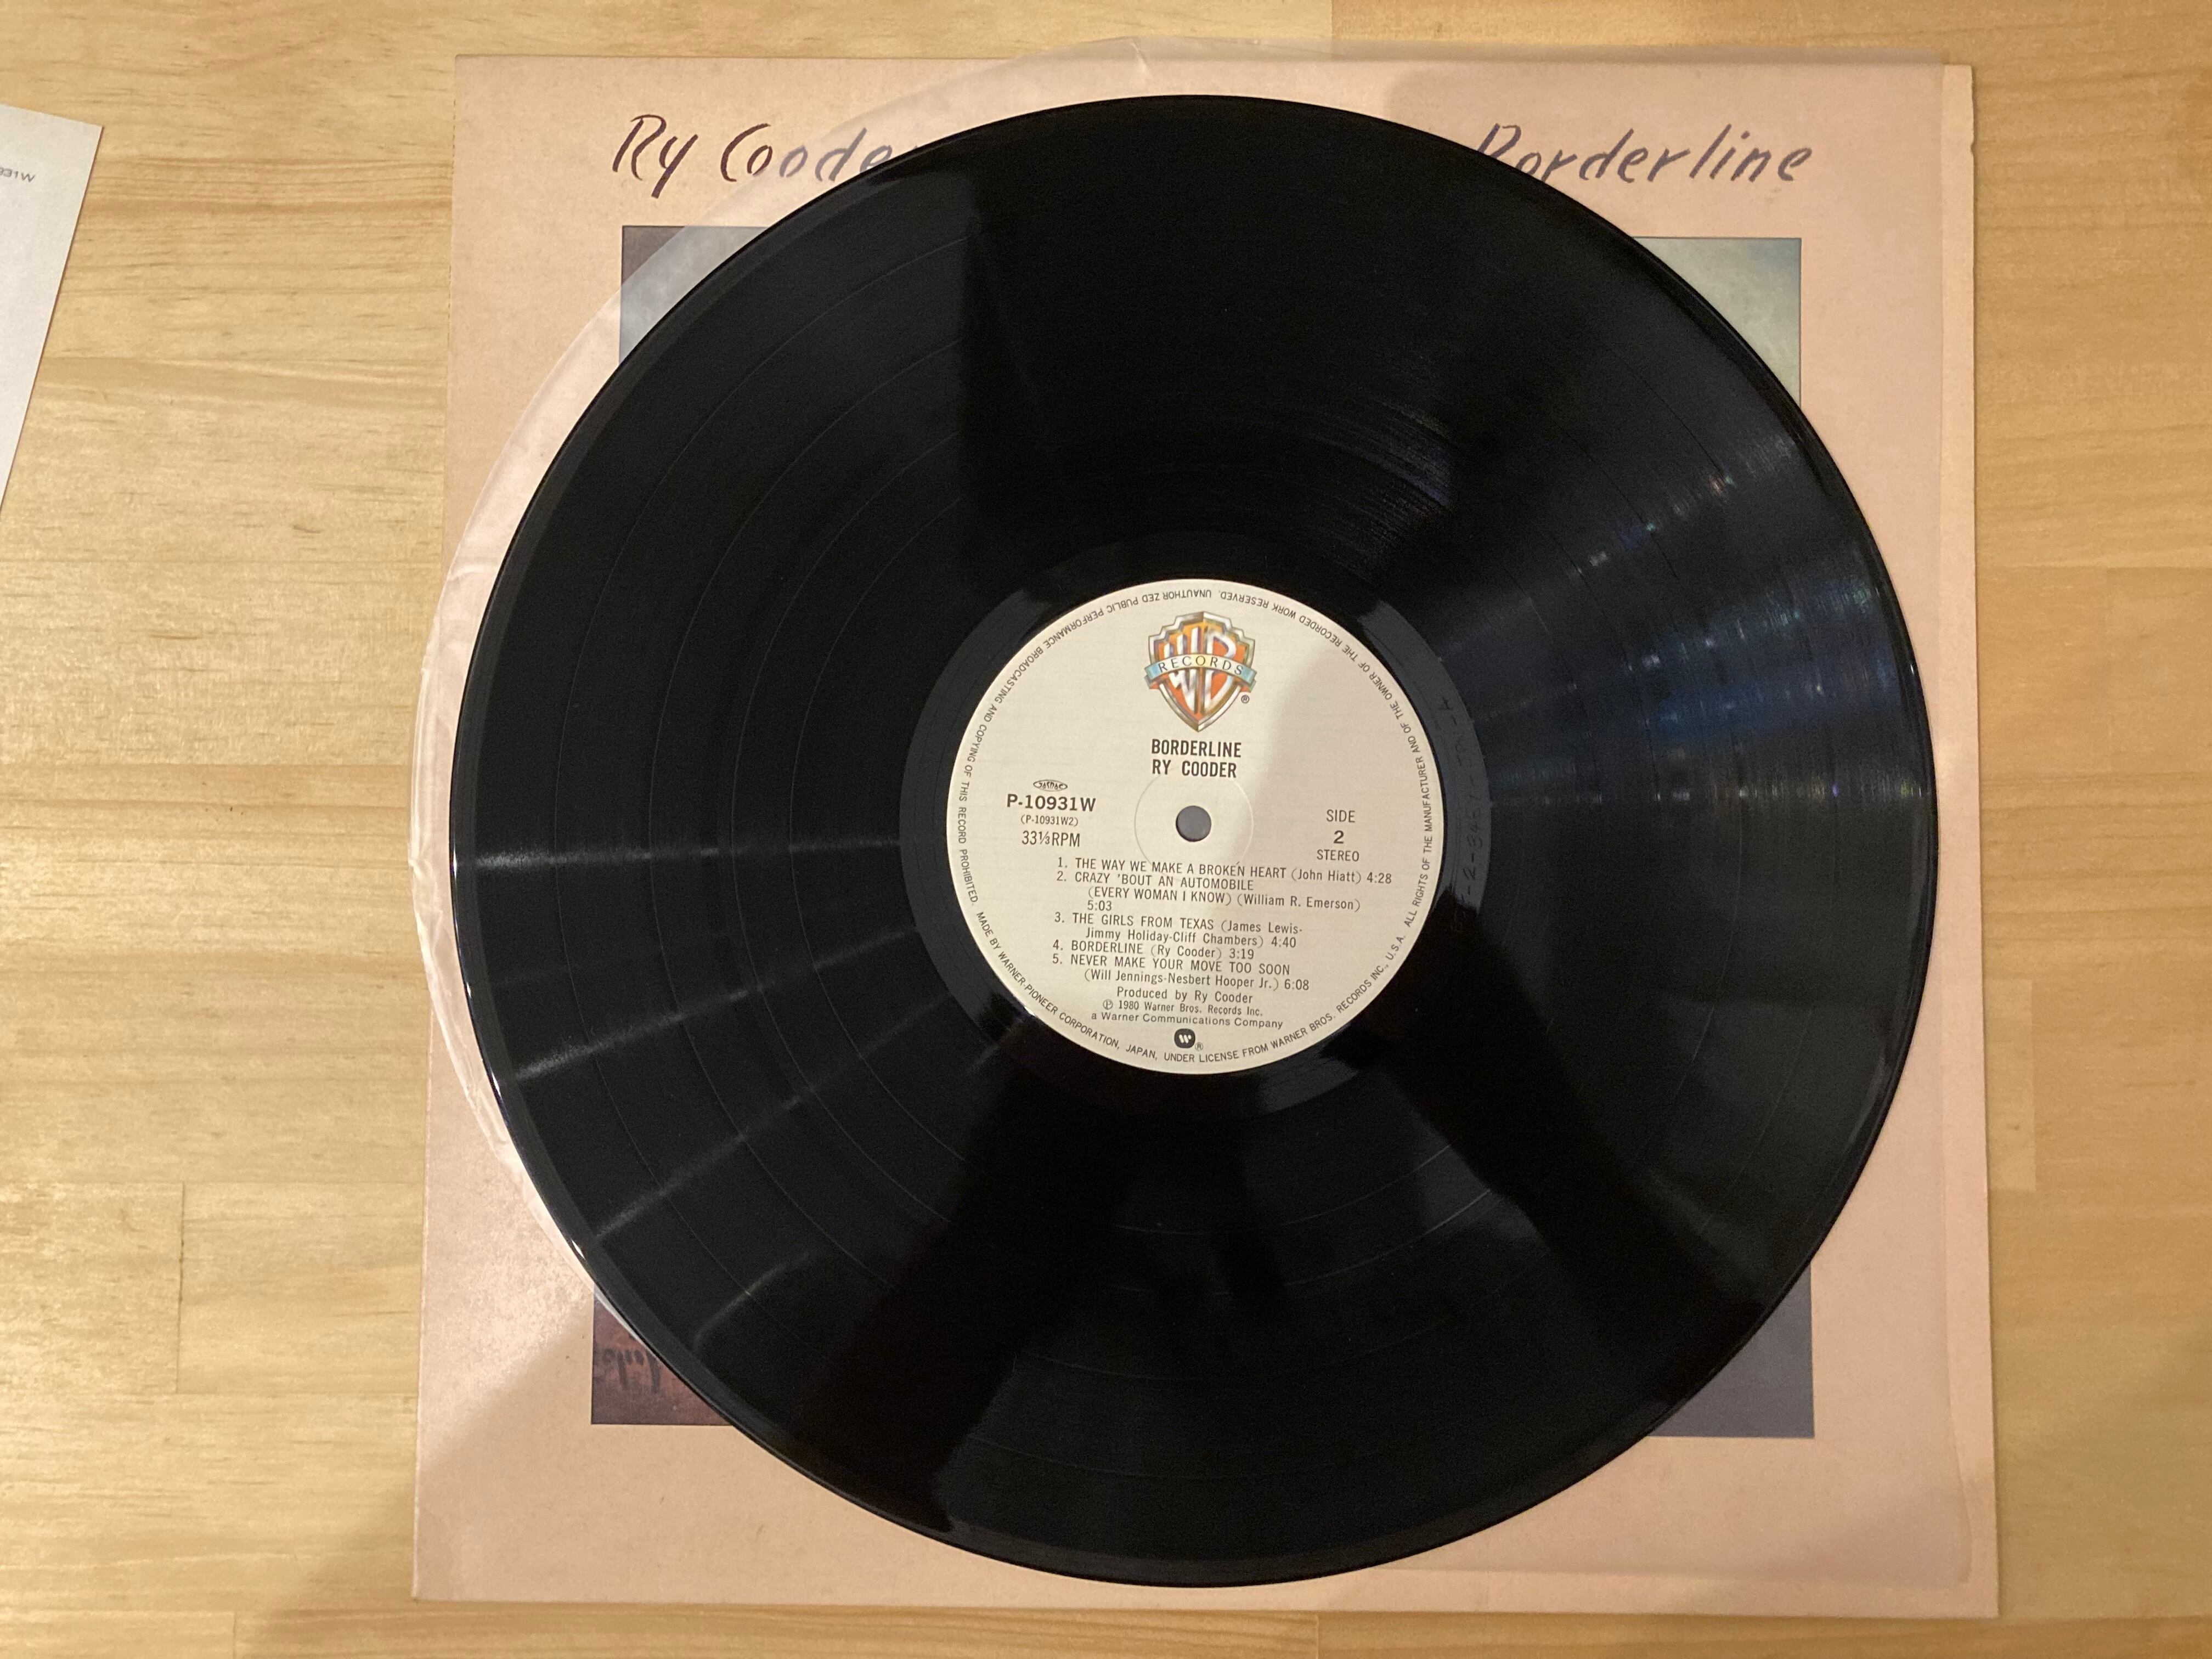 931W
Ry Coode
Borderline
RECORDS
®
BORDERLINE
RY COODER
P-10931W
(P-10931W2)
33⅓RPM
SIDE
2
STEREO
1. THE WAY WE MAKE A BROKEN HEART (John Hiatt) 4:28
2. CRAZY 'BOUT AN AUTOMOBILE
(EVERY WOMAN I KNOW) (William R. Emerson)
5:03
3. THE GIRLS FROM TEXAS (James Lewis-
Jimmy Holiday-Cliff Chambers) 4:40
4. BORDERLINE (Ry Cooder) 3:19
5. NEVER MAKE YOUR MOVE TOO SOON
(Will Jennings-Nesbert Hooper Jr.) 6:08
Produced by Ry Cooder
℗ 1980 Warner Bros. Records Inc.
a Warner Communications Company
®
MADE BY WARNER-PIONEER CORPORATION, JAPAN, UNDER LICENSE FROM WARNER BROS. RECORDS INC., U.S.A. ALL RIGHTS OF THE MANUFACTURER AND OF THE OWNER OF THE RECORDED WORK RESERVED. UNAUTHOR ZED PUBLIC PERFORMANCE BROADCASTING AND COPYING OF THIS RECORD PROHIBITED.